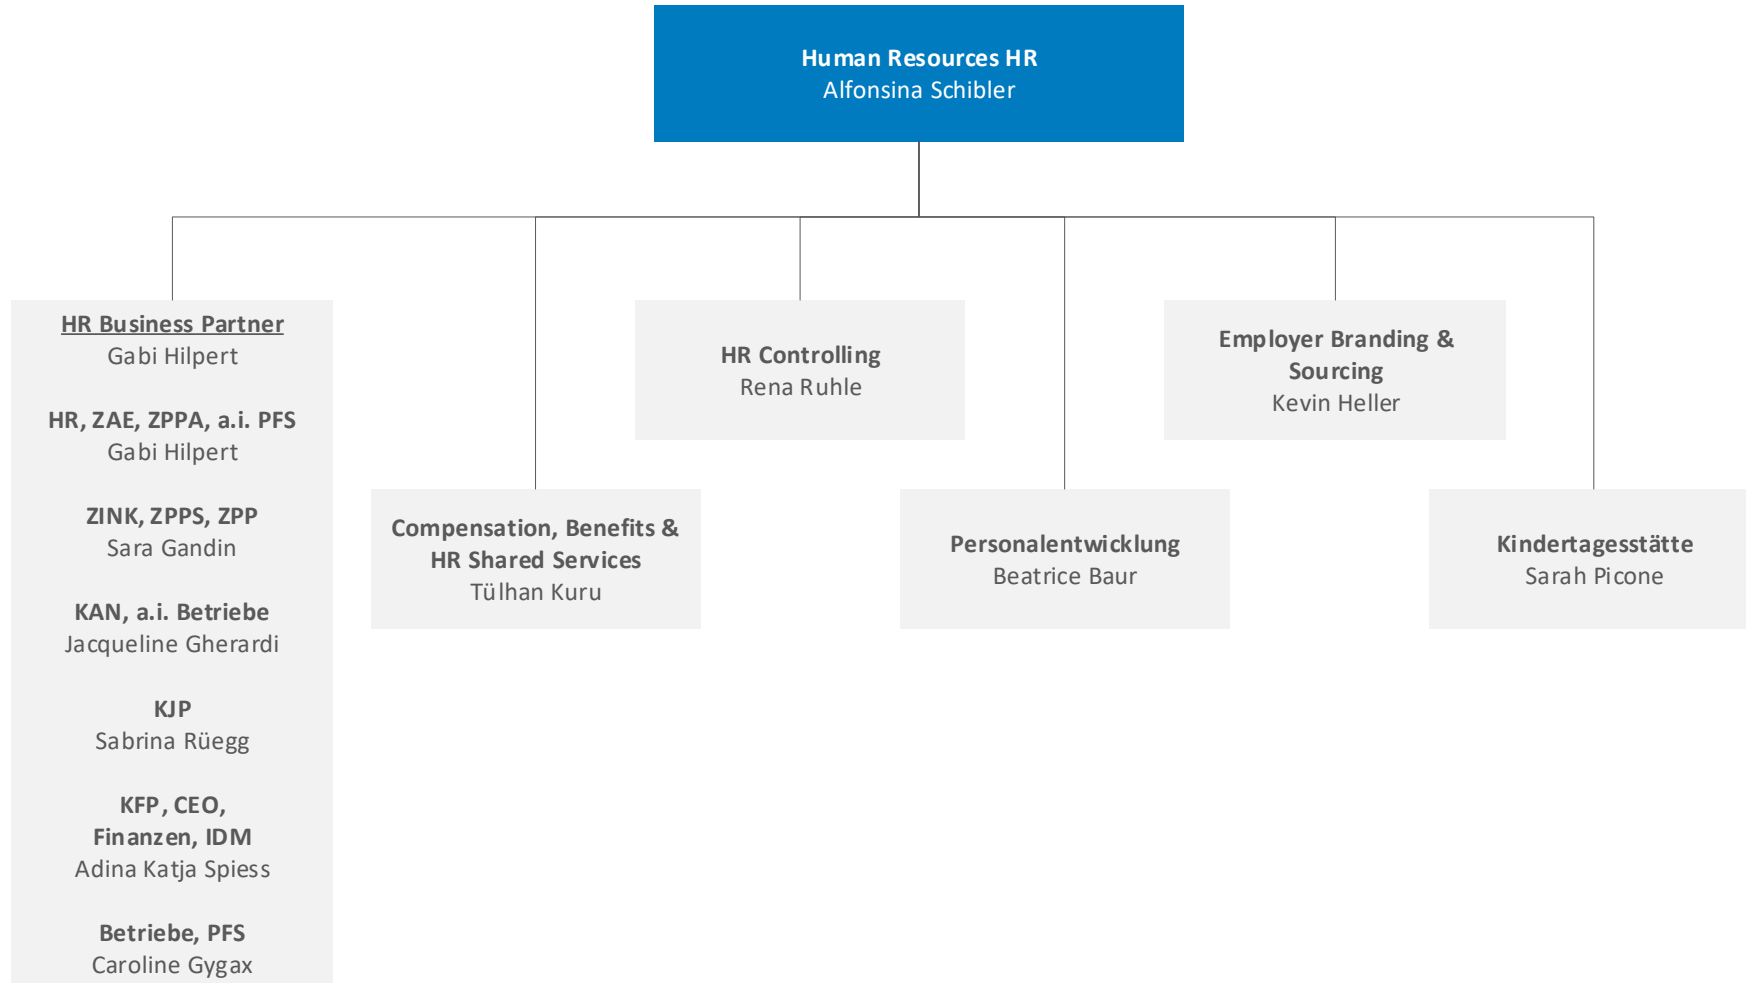 Human Resources HR
Alfonsina Schibler
HR Business Partner
Gabi Hilpert
HR, ZAE, ZPPA, a.i. PFS
Gabi Hilpert
ZINK, ZPPS, ZPP
Sara Gandin
KAN, a.i. Betriebe
Jacqueline Gherardi
KJP
Sabrina Rüegg
KFP, CEO,
Finanzen, IDM
Adina Katja Spiess
Betriebe, PFS
Caroline Gygax
Compensation, Benefits &
HR Shared Services
Tülhan Kuru
HR Controlling
Rena Ruhle
Personalentwicklung
Beatrice Baur
Employer Branding &
Sourcing
Kevin Heller
Kindertagesstätte
Sarah Picone